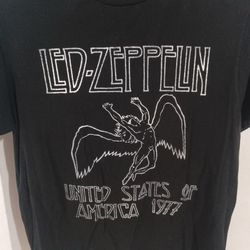 LED-ZEPPELIN
UNITED STATES OF
AMERICA 1977